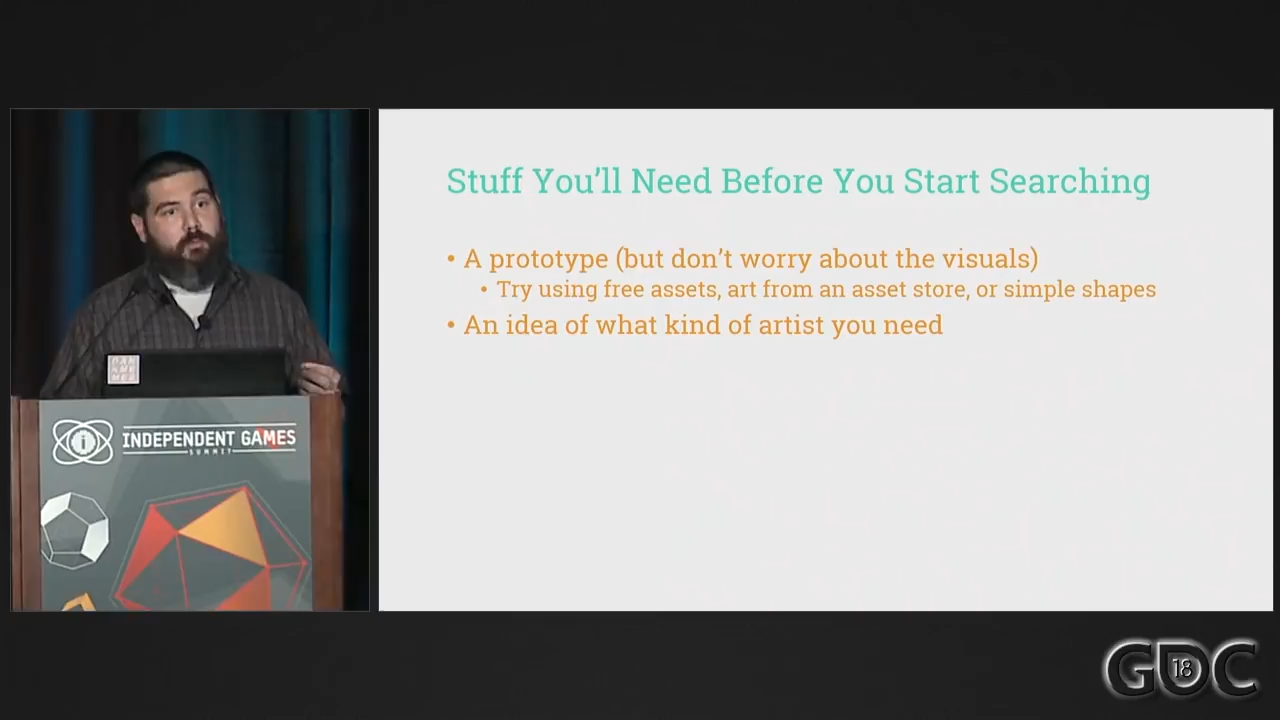 Stuff You'll Need Before You Start Searching
• A prototype (but don't worry about the visuals)
• Try using free assets, art from an asset store, or simple shapes
• An idea of what kind of artist you need
INDEPENDENT GAMES
SUMMIT
GDC
18